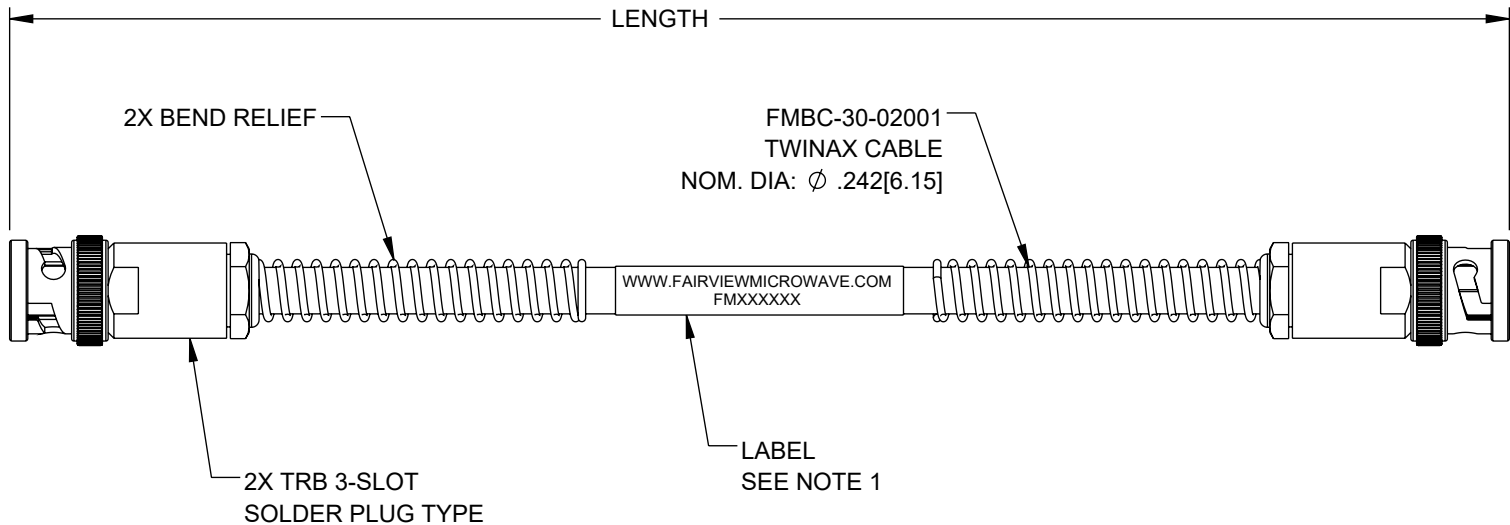 LENGTH
2X BEND RELIEF
FMBC-30-02001
TWINAX CABLE
NOM. DIA: Ø .242[6.15]
WWW.FAIRVIEWMICROWAVE.COM
FMXXXXXX
LABEL
SEE NOTE 1
2X TRB 3-SLOT
SOLDER PLUG TYPE